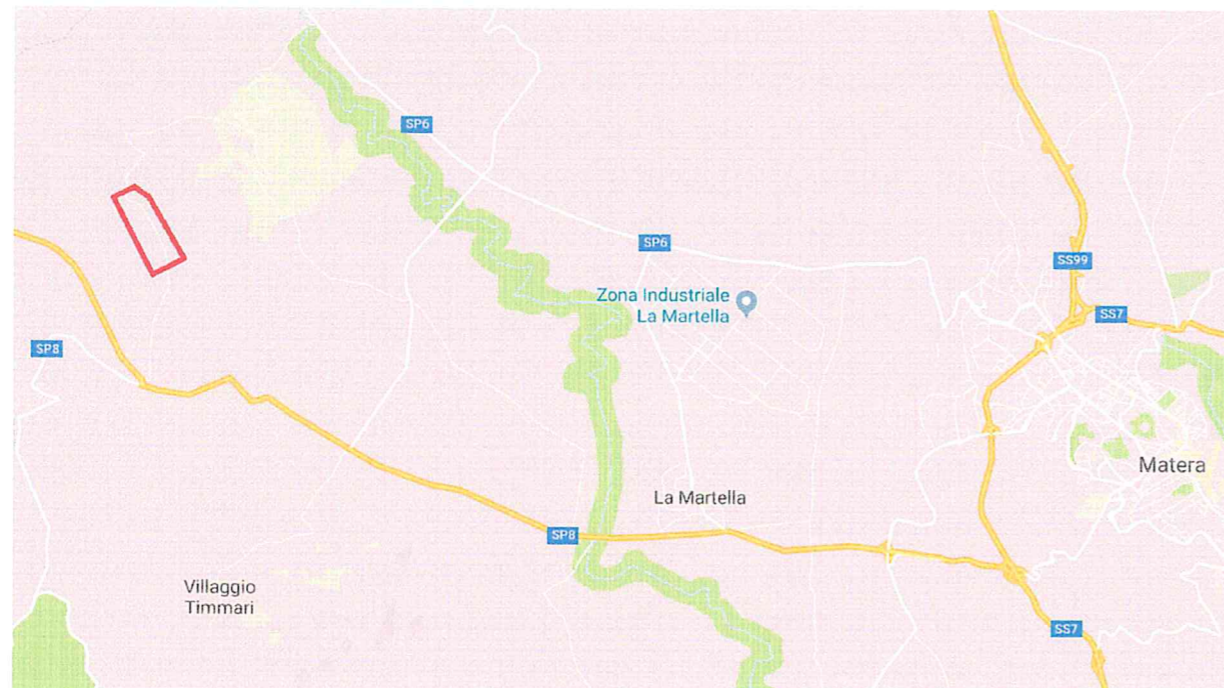 SP6
SP6
SS99
Zona Industriale
La Martella
SS7
SP8
Matera
La Martella
SP8
Villaggio
Timmari
SS7